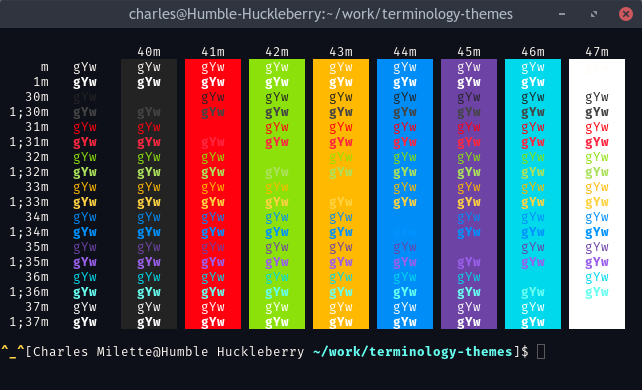 charles@Humble-Huckleberry:~/work/terminology-themes
40m 41m 42m 43m 44m 45m 46m 47m
m gYw gYw gYw gYw gYw gYw gYw gYw
1m gYw gYw gYw gYw gYw gYw gYw gYw
30m gYw gYw gYw gYw gYw gYw gYw
1;30m gYw gYw gYw gYw gYw gYw gYw gYw gYw
31m gYw gYw gYw gYw gYw gYw gYw gYw
1;31m gYw gYw gYw gYw gYw gYw gYw gYw gYw
32m gYw gYw gYw gYw gYw gYw gYw gYw
1;32m gYw gYw gYw gYw gYw gYw gYw gYw gYw
33m gYw gYw gYw gYw gYw gYw gYw gYw
1;33m gYw gYw gYw gYw gYw gYw gYw gYw gYw
34m gYw gYw gYw gYw gYw gYw gYw gYw
1;34m gYw gYw gYw gYw gYw gYw gYw gYw
35m gYw gYw gYw gYw gYw gYw gYw gYw
1;35m gYw gYw gYw gYw gYw gYw gYw gYw gYw
36m gYw gYw gYw gYw gYw gYw gYw gYw
1;36m gYw gYw gYw gYw gYw gYw gYw gYw gYw
37m gYw gYw gYw gYw gYw gYw gYw gYw
1;37m gYw gYw gYw gYw gYw gYw gYw gYw
^_^[Charles Milette@Humble Huckleberry ~/work/terminology-themes]$